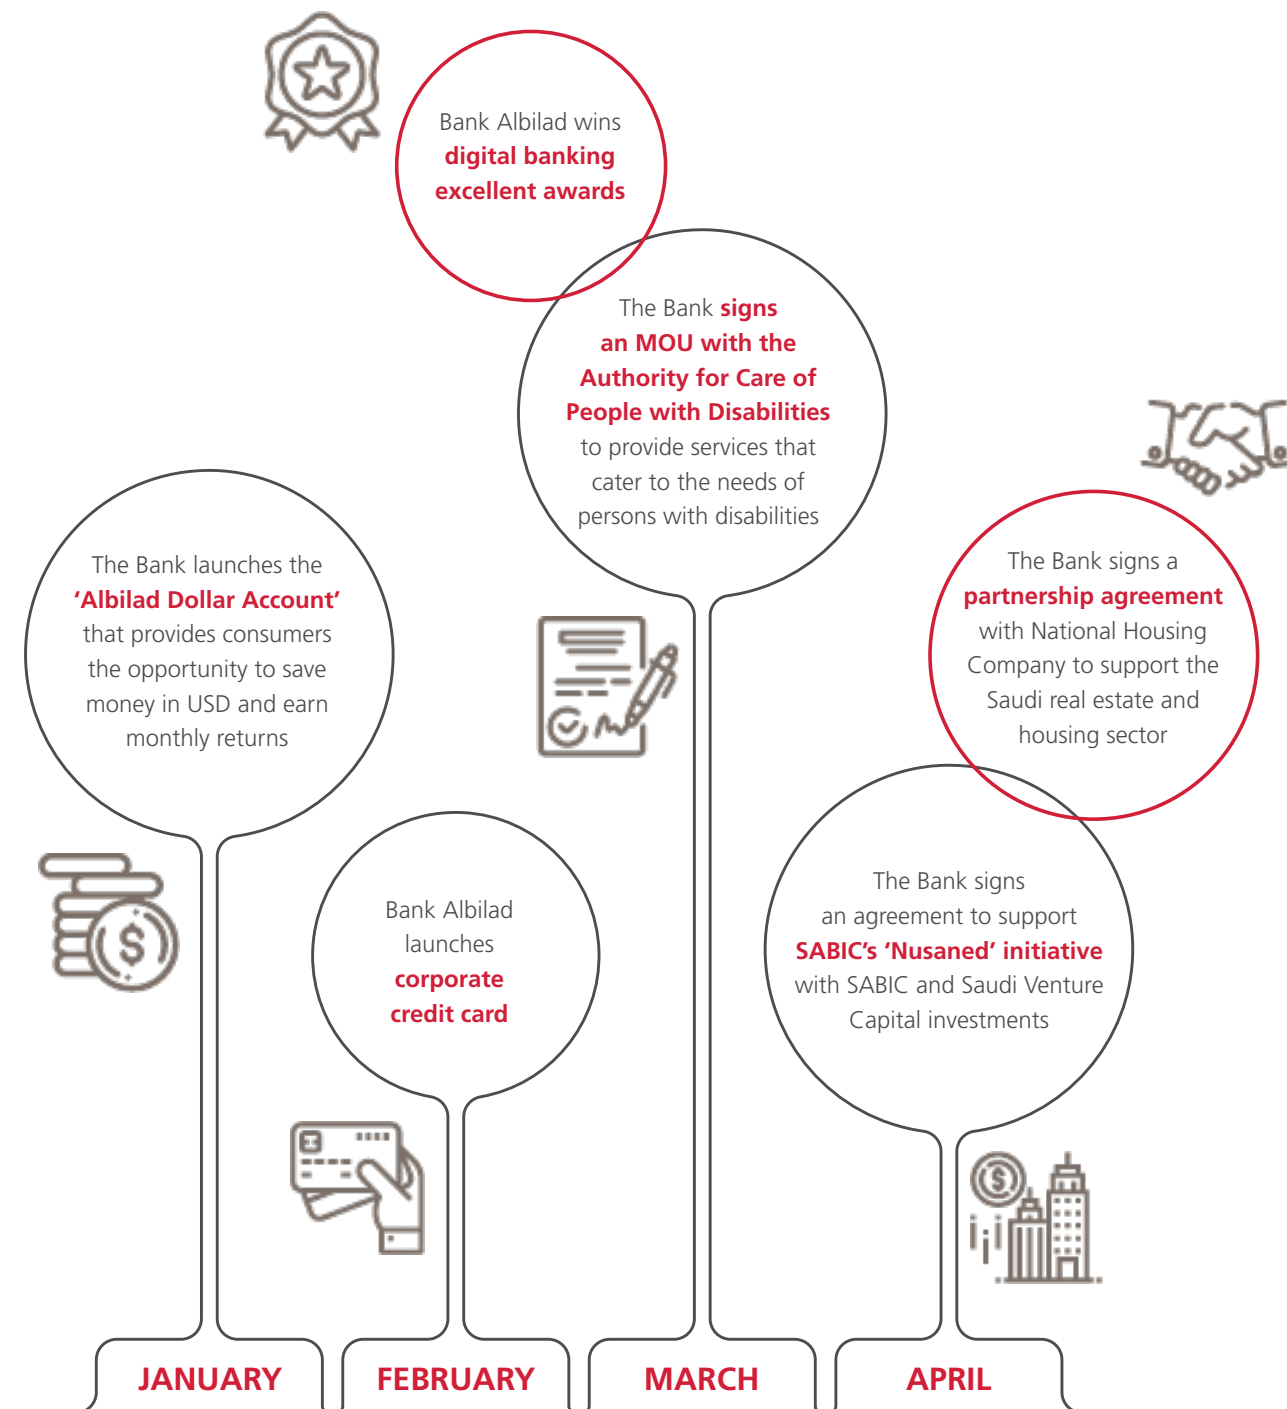 Bank Albilad wins
digital banking
excellent awards
The Bank signs
an MOU with the
Authority for Care of
People with Disabilities
to provide services that
cater to the needs of
persons with disabilities
The Bank launches the
‘Albilad Dollar Account’
that provides consumers
the opportunity to save
money in USD and earn
monthly returns
The Bank signs a
partnership agreement
with National Housing
Company to support the
Saudi real estate and
housing sector
Bank Albilad
launches
corporate
credit card
The Bank signs
an agreement to support
SABIC’s ‘Nusaned’ initiative
with SABIC and Saudi Venture
Capital investments
JANUARY
FEBRUARY
MARCH
APRIL